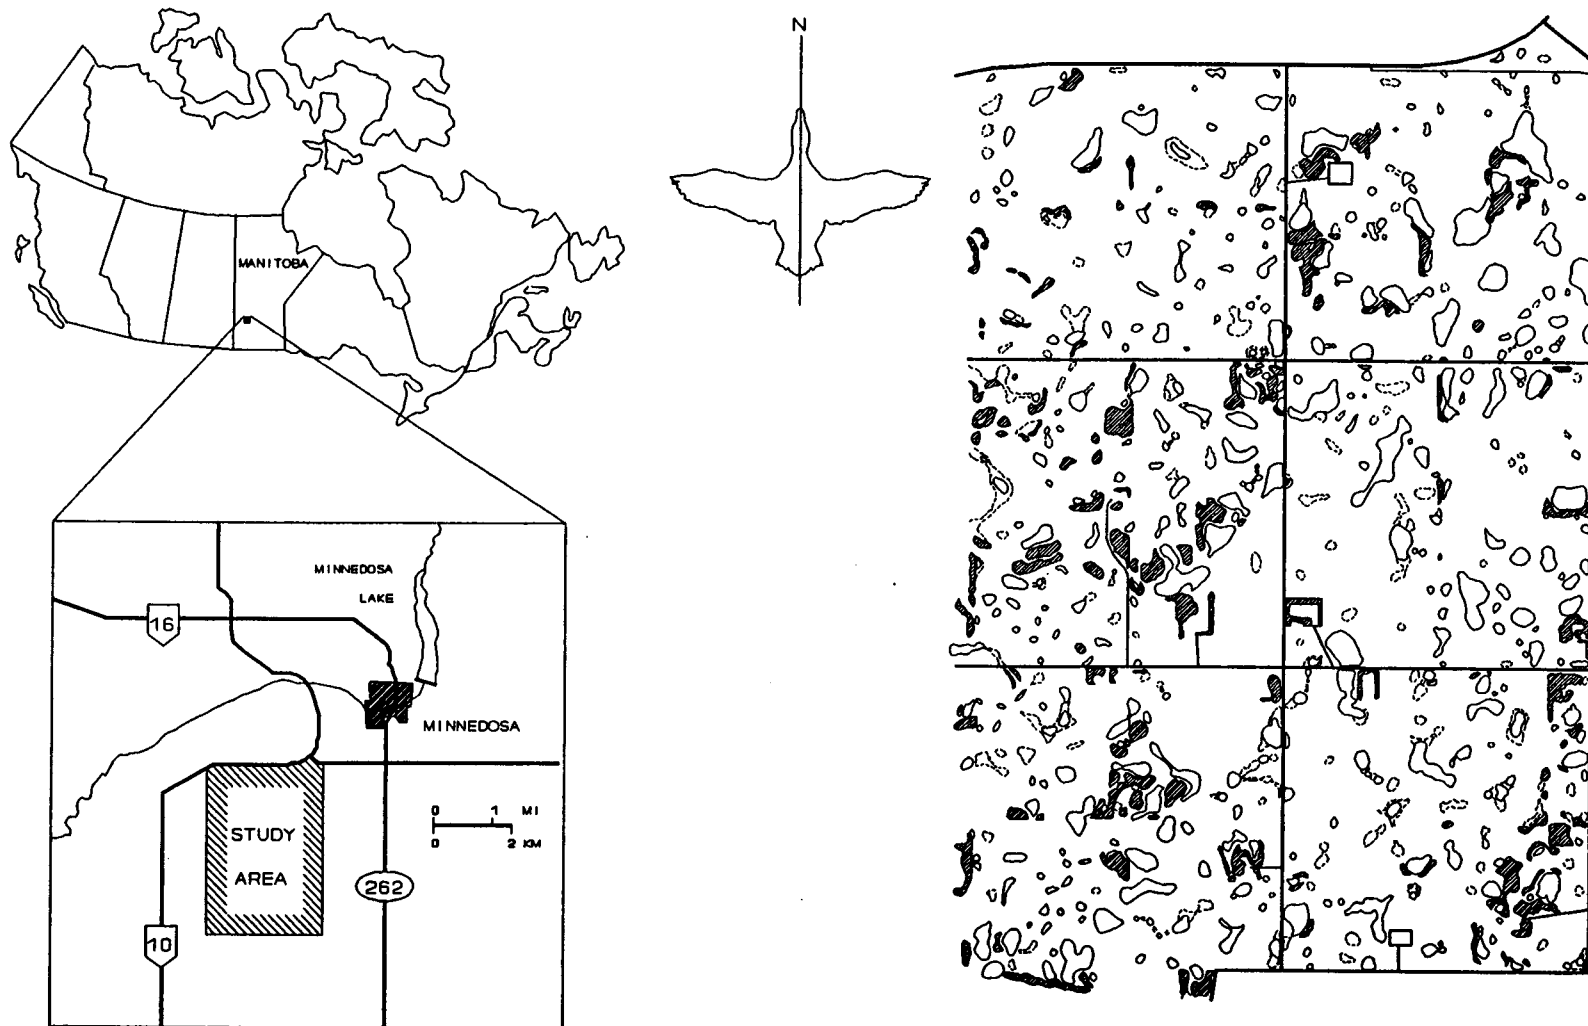 N
MANITOBA
MINNEDOSA
LAKE
16
MINNEDOSA
0 1 MI
0 2 KM
STUDY
AREA
262
10